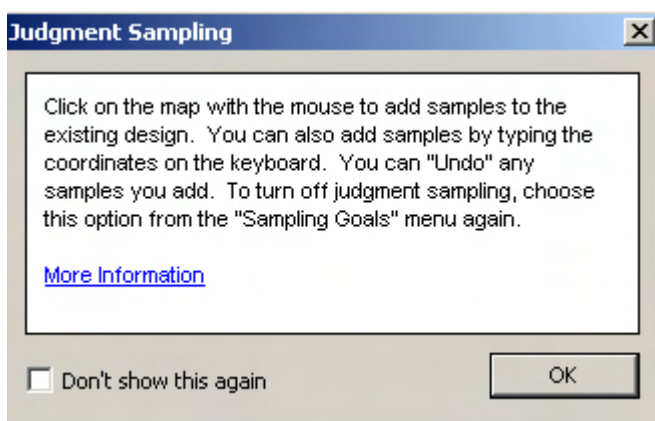 Judgment Sampling
Click on the map with the mouse to add samples to the
existing design. You can also add samples by typing the
coordinates on the keyboard. You can "Undo" any
samples you add. To turn off judgment sampling, choose
this option from the "Sampling Goals" menu again.
More Information
Don't show this again
OK